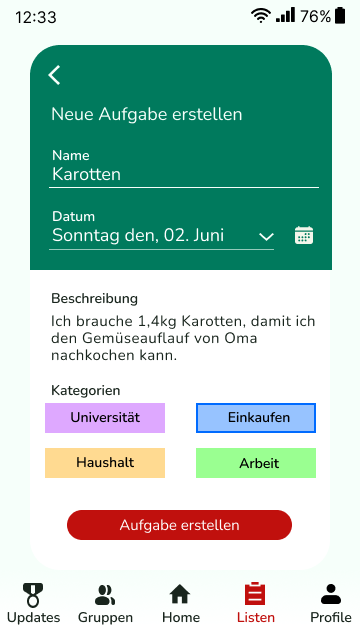 12:33 76%
Neue Aufgabe erstellen
Name
Karotten
Datum
Sonntag den, 02. Juni
Beschreibung
Ich brauche 1,4kg Karotten, damit ich
den Gemüseauflauf von Oma
nachkochen kann.
Kategorien
Universität Einkaufen
Haushalt Arbeit
Aufgabe erstellen
Updates Gruppen Home Listen Profile